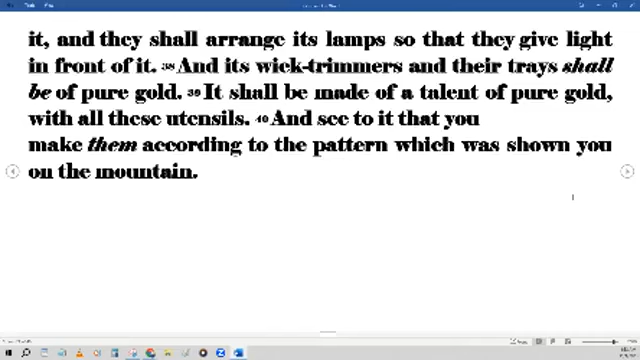 it, and they shall arrange its lamps so that they give light
in front of it. 38 And its wick-trimmers and their trays shall
be of pure gold. 39 It shall be made of a talent of pure gold,
with all these utensils. 40 And see to it that you
make them according to the pattern which was shown you
on the mountain.